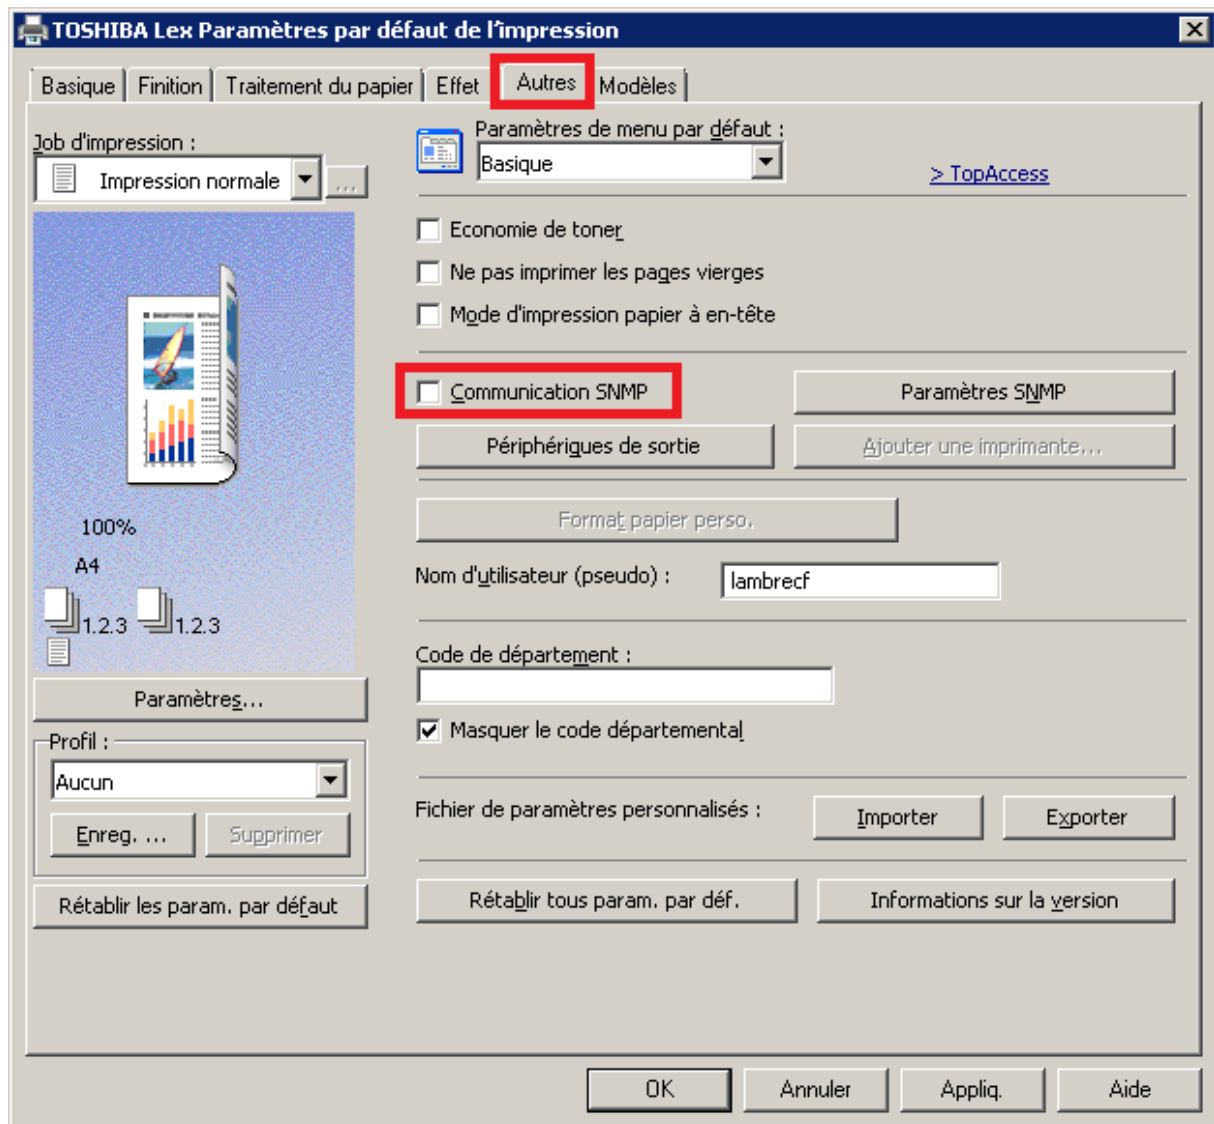 TOSHIBA Lex Paramètres par défaut de l'impression
Basique Finition Traitement du papier Effet Autres Modèles
Job d'impression :
Impression normale ...
100%
A4
1.2.3 1.2.3
Paramètres...
Profil :
Aucun
Enreg. ... Supprimer
Rétablir les param. par défaut
Paramètres de menu par défaut :
Basique
> TopAccess
Economie de toner
Ne pas imprimer les pages vierges
Mode d'impression papier à en-tête
Communication SNMP Paramètres SNMP
Périphérigues de sortie Ajouter une imprimante...
Format papier perso.
Nom d'utilisateur (pseudo) : lambrecf
Code de département :
Masquer le code départemental
Fichier de paramètres personnalisés : Importer Exporter
Rétablir tous param. par déf. Informations sur la version
OK Annuler Appliq. Aide